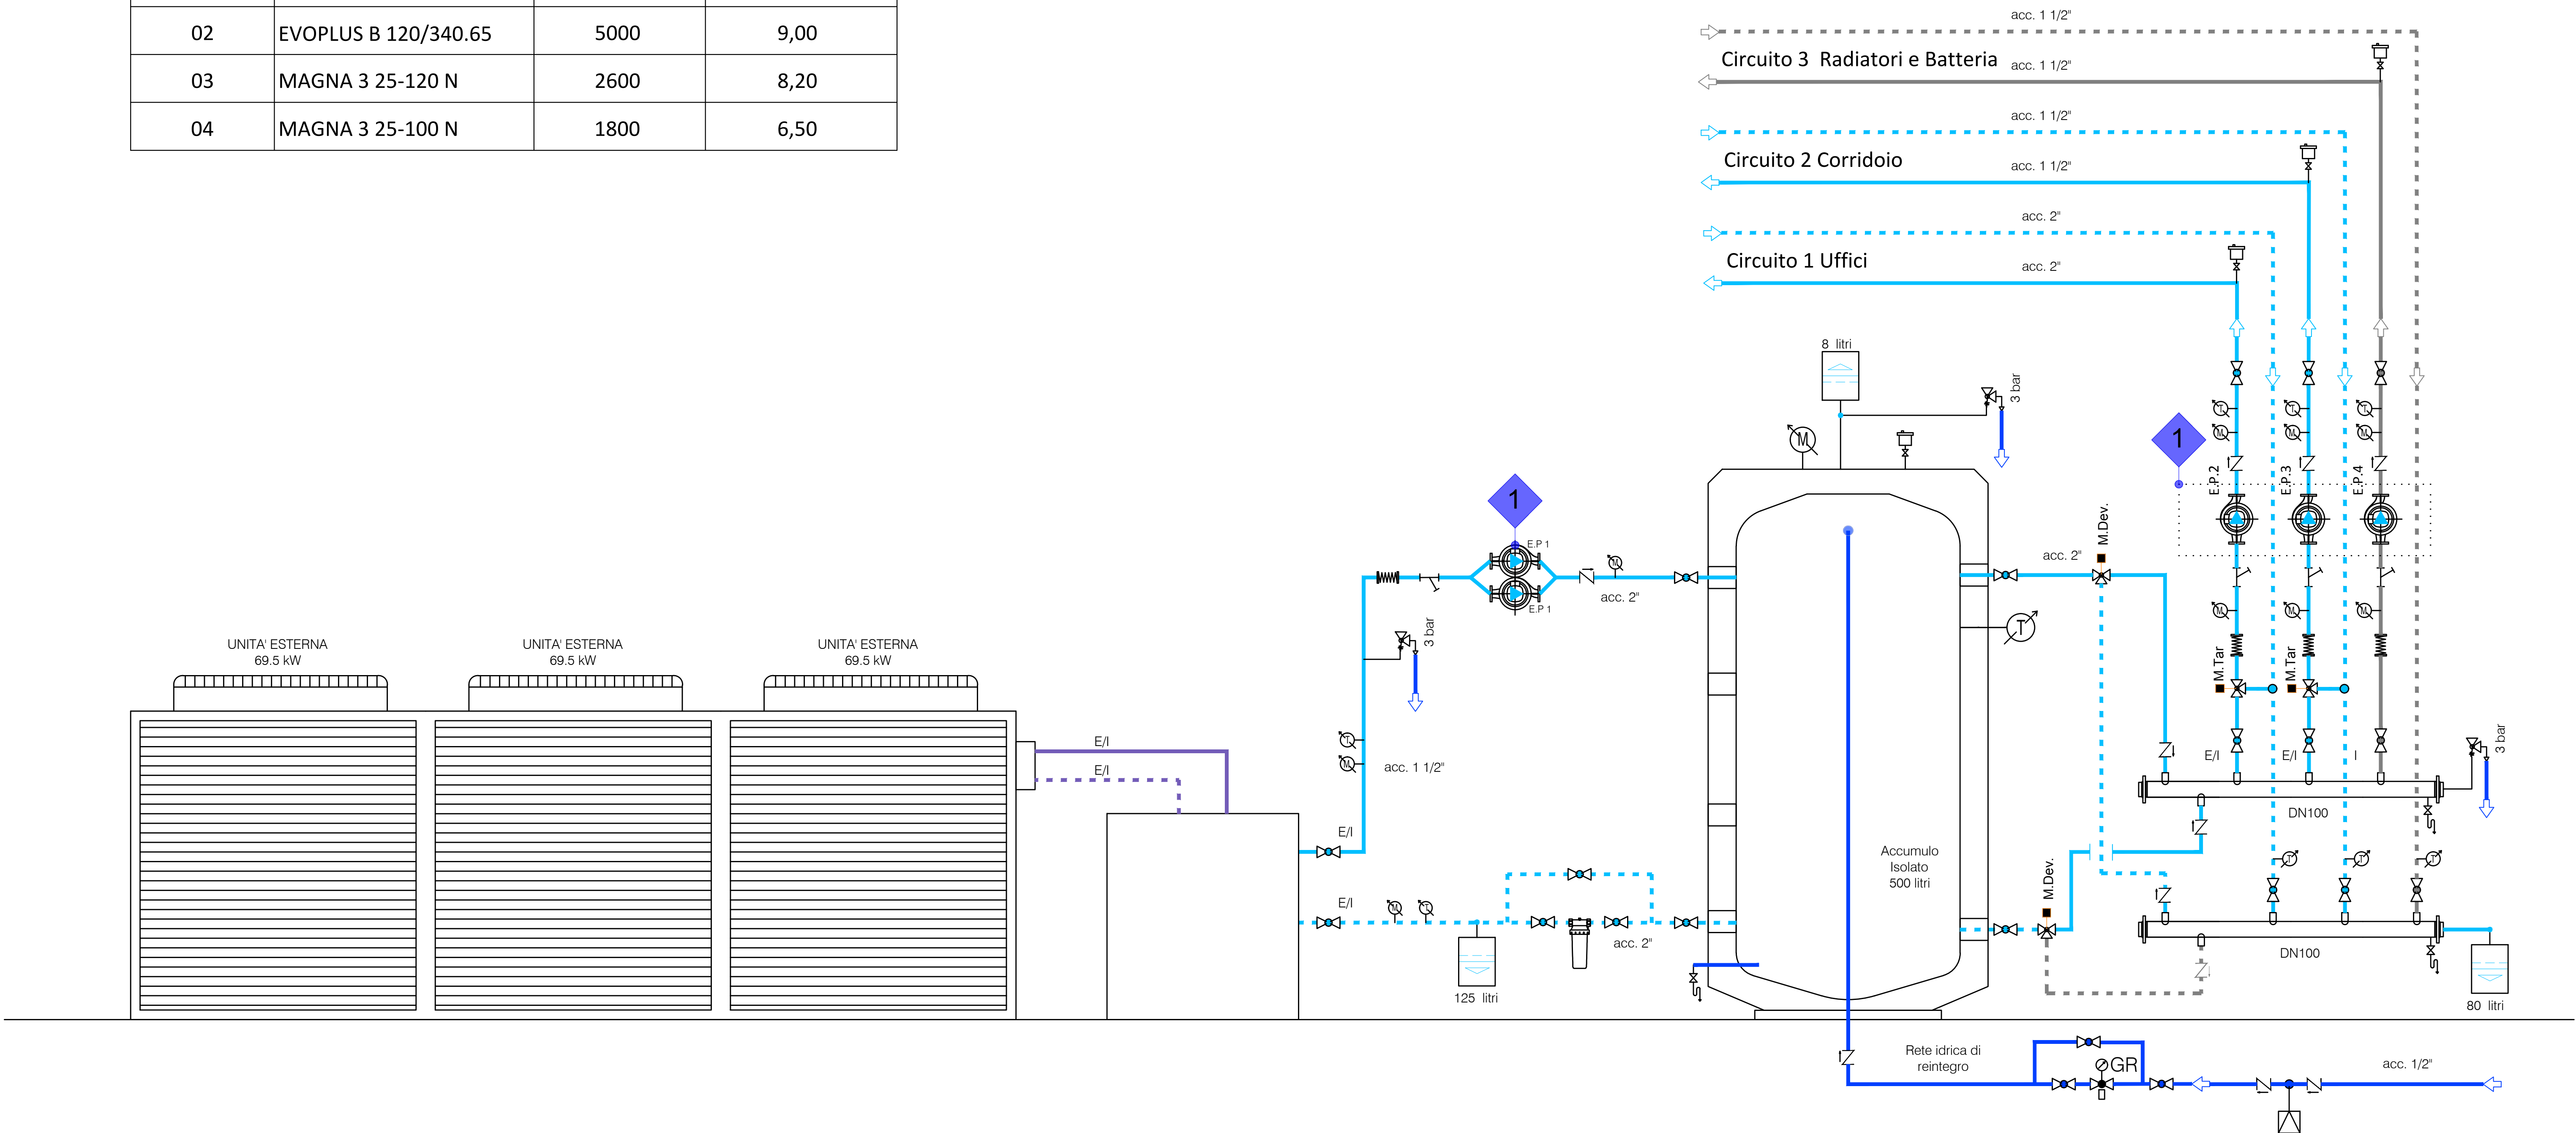 02 EVOPLUS B 120/340.65 5000 9,00
03 MAGNA 3 25-120 N 2600 8,20
04 MAGNA 3 25-100 N 1800 6,50
acc. 1 1/2"
Circuito 3 Radiatori e Batteria
acc. 1 1/2"
acc. 1 1/2"
Circuito 2 Corridoio
acc. 1 1/2"
acc. 2"
Circuito 1 Uffici
acc. 2"
8 litri
3 bar
M
1
E.P 1
E.P 1
M
acc. 2"
3 bar
T
M
acc. 1 1/2"
UNITA' ESTERNA
69.5 kW
UNITA' ESTERNA
69.5 kW
UNITA' ESTERNA
69.5 kW
E/I
E/I
E/I
E/I
M
T
125 litri
acc. 2"
Accumulo
Isolato
500 litri
T
acc. 2"
M.Dev.
M.Dev.
1
T
M
T
M
T
M
E.P.2
E.P.3
E.P.4
M
M
M
M.Tar
M.Tar
E/I
E/I
I
3 bar
DN100
T
T
T
DN100
80 litri
Rete idrica di
reintegro
GR
acc. 1/2"